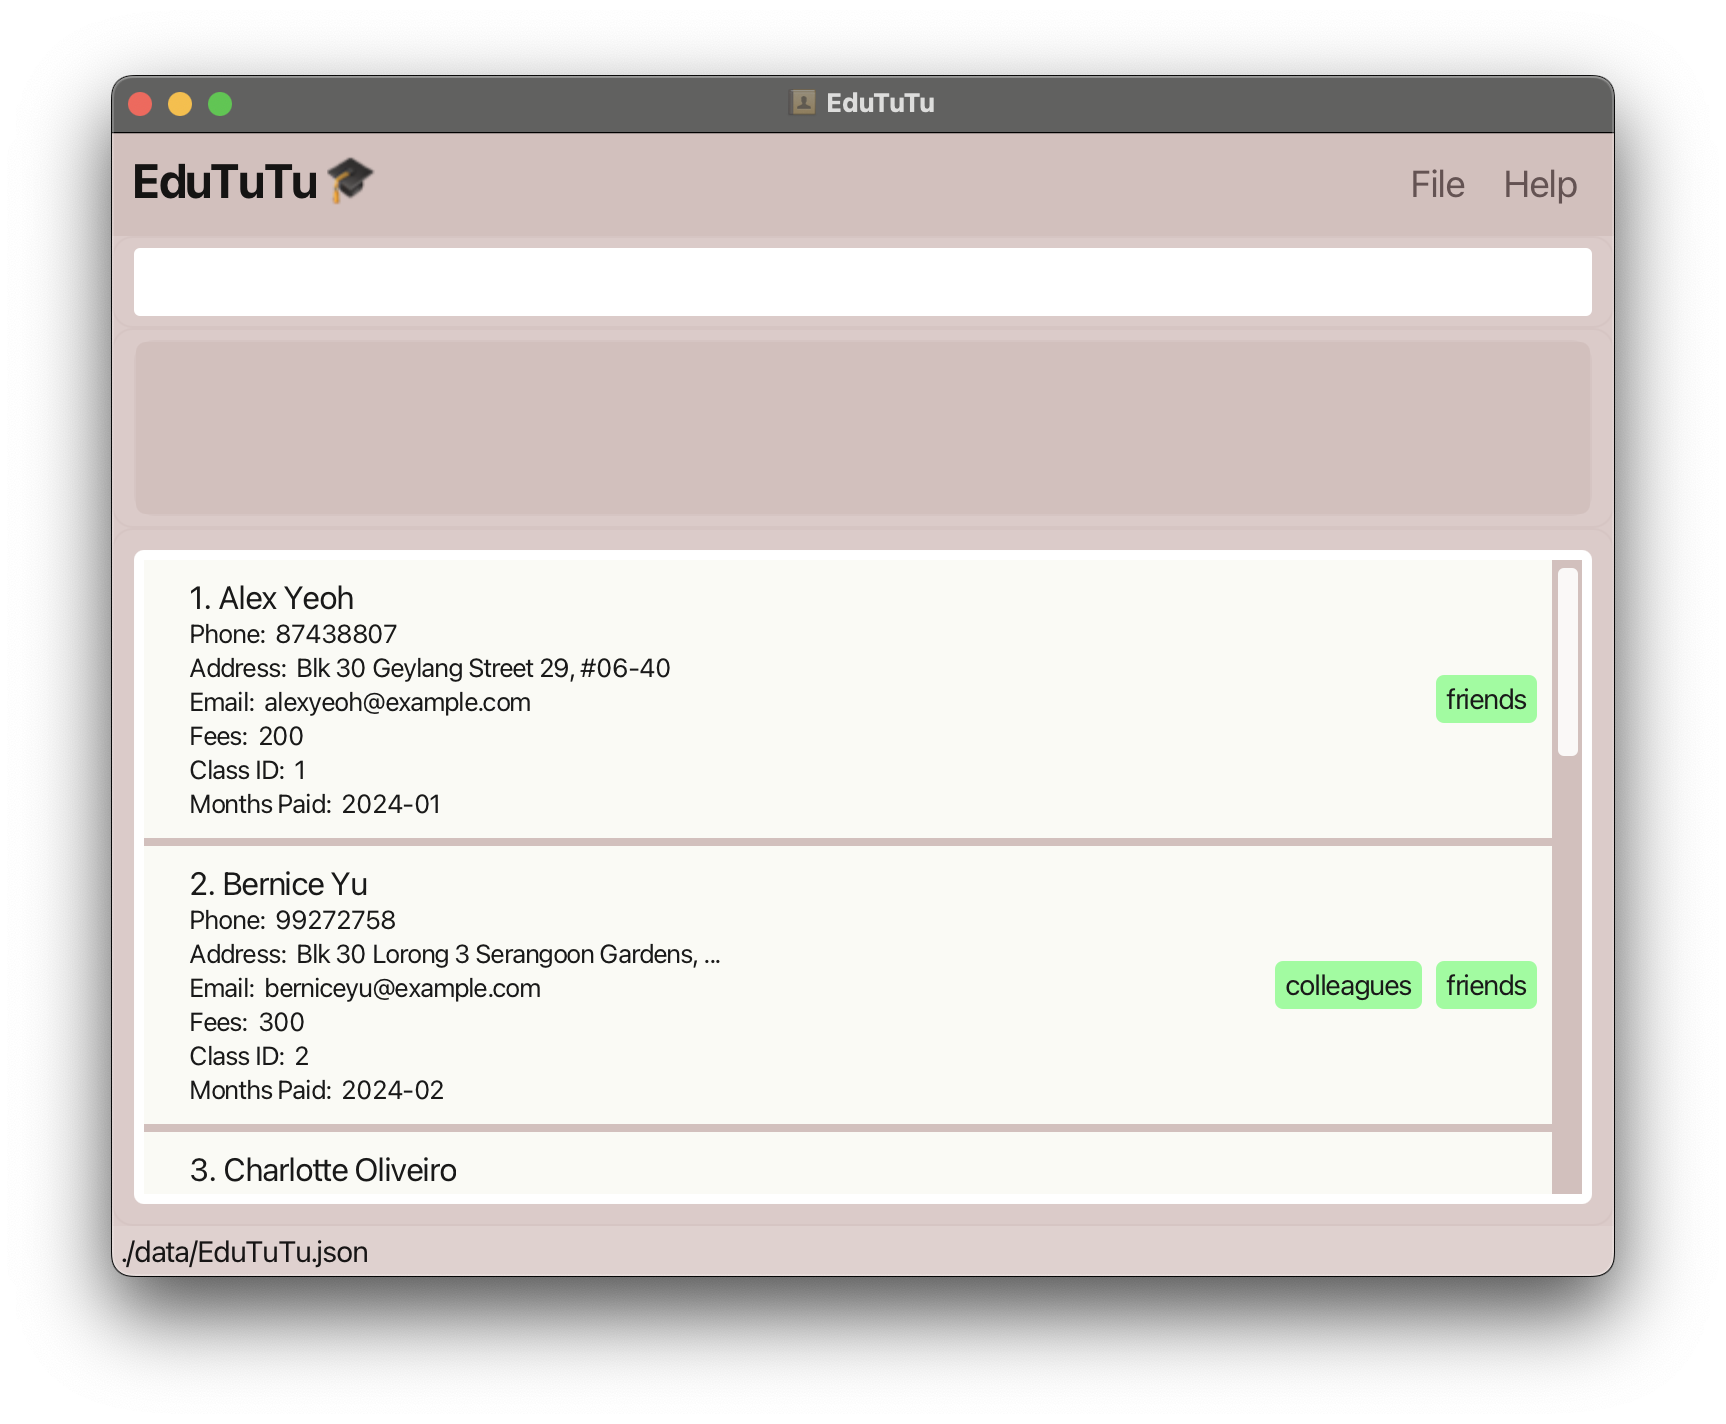 EduTuTu
EduTuTu
File Help
1. Alex Yeoh
Phone: 87438807
Address: Blk 30 Geylang Street 29, #06-40
Email: alexyeoh@example.com
Fees: 200
Class ID: 1
Months Paid: 2024-01
friends
2. Bernice Yu
Phone: 99272758
Address: Blk 30 Lorong 3 Serangoon Gardens, ...
Email: berniceyu@example.com
Fees: 300
Class ID: 2
Months Paid: 2024-02
colleagues friends
3. Charlotte Oliveiro
./data/EduTuTu.json